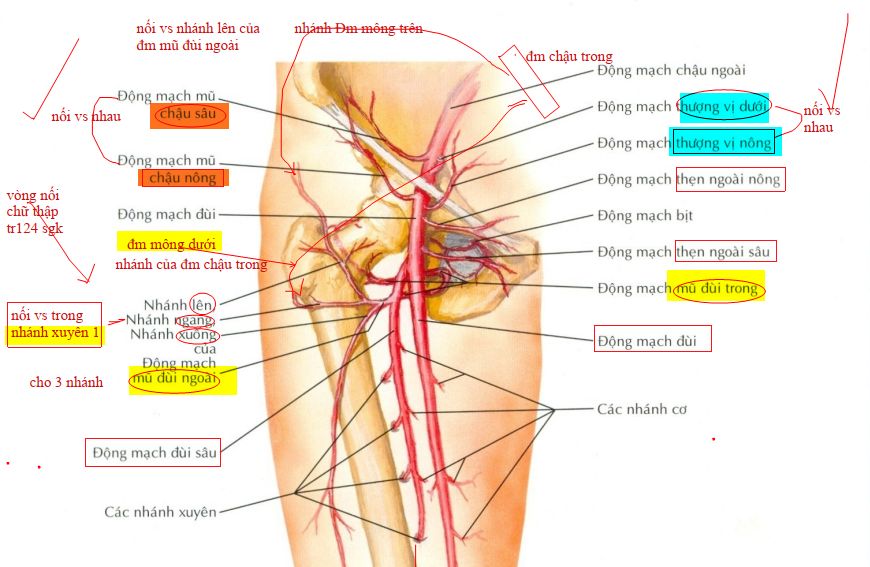 nối vs nhánh lên của
đm mũ đùi ngoài
nhánh Đm mông trên
đm chậu trong
Động mạch chậu ngoài
Động mạch mũ
chậu sâu
nối vs nhau
Động mạch thượng vị dưới
nối vs
nhau
Động mạch thượng vị nông
Động mạch mũ
chậu nông
Động mạch thẹn ngoài nông
vòng nối
chữ thập
tr124 sgk
Động mạch đùi
Động mạch bịt
đm mông dưới
nhánh của đm chậu trong
Động mạch thẹn ngoài sâu
Động mạch mũ đùi trong
Nhánh lên
nối vs trong
nhánh xuyên 1
Nhánh ngang
Nhánh xuống
của
Động mạch
mũ đùi ngoài
cho 3 nhánh
Động mạch đùi
Các nhánh cơ
Động mạch đùi sâu
Các nhánh xuyên